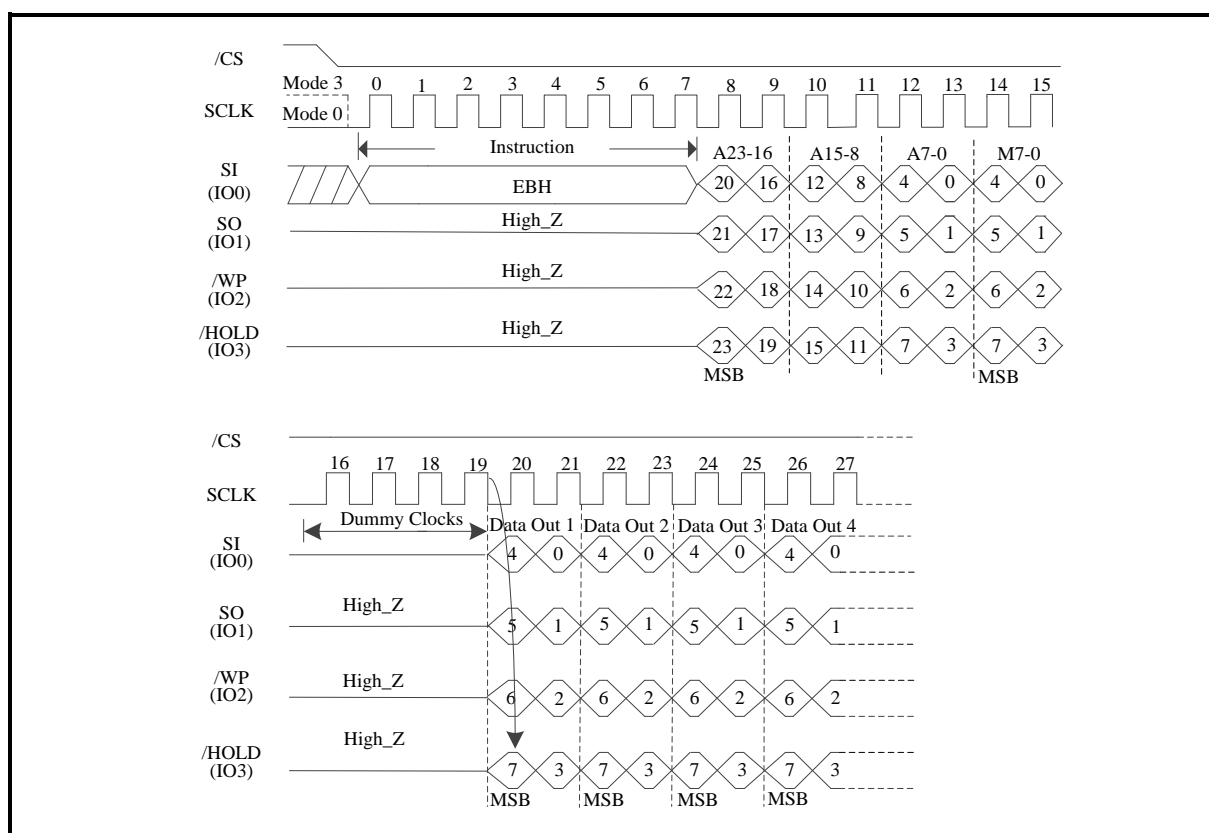 /CS
Mode 3 0 1 2 3 4 5 6 7 8 9 10 11 12 13 14 15
SCLK
Mode 0
Instruction
A23-16 A15-8 A7-0 M7-0
SI
(IO0)
EBH 20 16 12 8 4 0 4 0
High_Z
SO
(IO1)
21 17 13 9 5 1 5 1
High_Z
/WP
(IO2)
22 18 14 10 6 2 6 2
High_Z
/HOLD
(IO3)
23 19 15 11 7 3 7 3
MSB MSB
/CS
16 17 18 19 20 21 22 23 24 25 26 27
SCLK
Dummy Clocks Data Out 1 Data Out 2 Data Out 3 Data Out 4
SI
(IO0)
4 0 4 0 4 0 4 0
High_Z
SO
(IO1)
5 1 5 1 5 1 5 1
High_Z
/WP
(IO2)
6 2 6 2 6 2 6 2
High_Z
/HOLD
(IO3)
7 3 7 3 7 3 7 3
MSB MSB MSB MSB